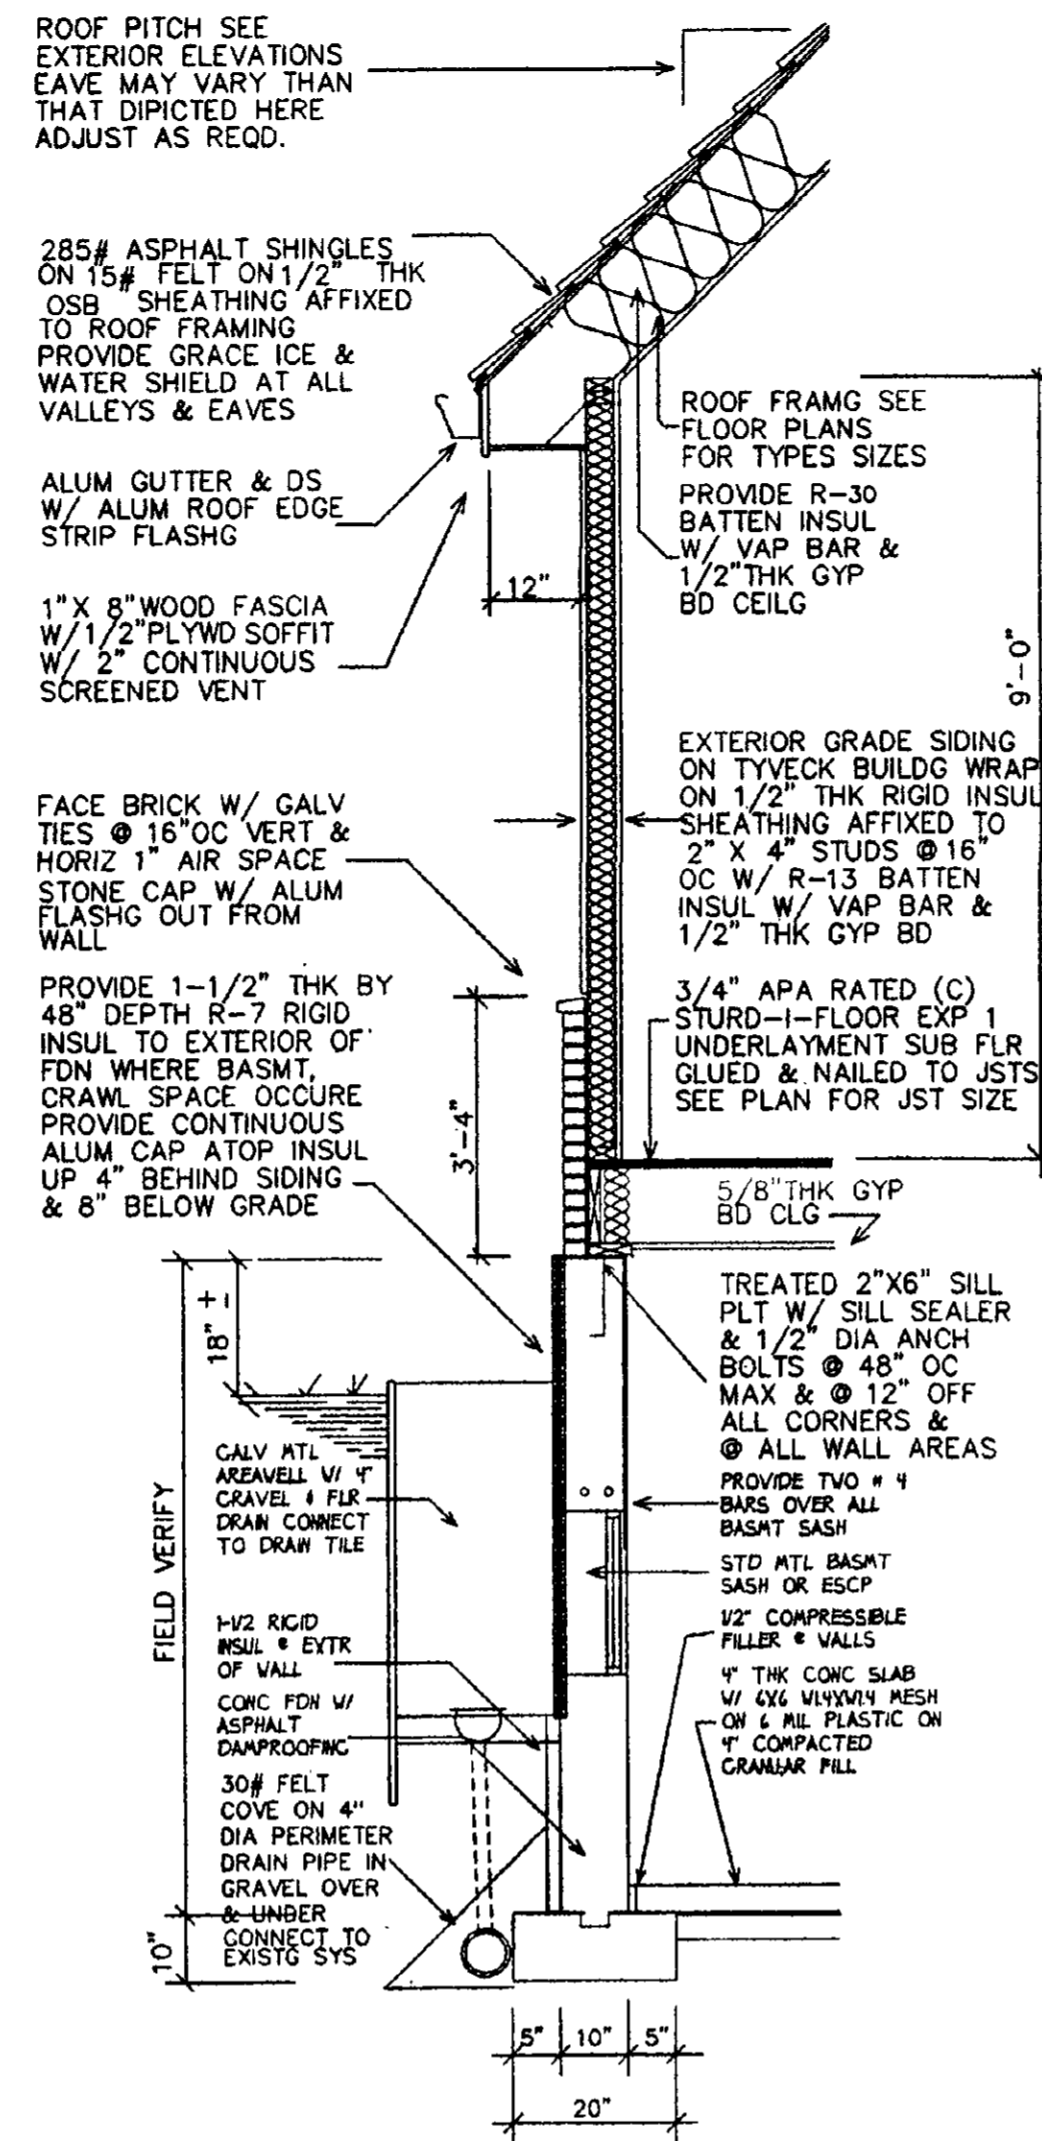 ROOF PITCH SEE
EXTERIOR ELEVATIONS
EAVE MAY VARY THAN
THAT DIPICTED HERE
ADJUST AS REQD.
285# ASPHALT SHINGLES
ON 15# FELT ON 1/2" THK
OSB SHEATHING AFFIXED
TO ROOF FRAMING
PROVIDE GRACE ICE &
WATER SHIELD AT ALL
VALLEYS & EAVES
ALUM GUTTER & DS
W/ ALUM ROOF EDGE
STRIP FLASHG
1" X 8" WOOD FASCIA
W/1/2" PLYWD SOFFIT
W/ 2" CONTINUOUS
SCREENED VENT
12"
ROOF FRAMG SEE
FLOOR PLANS
FOR TYPES SIZES
PROVIDE R-30
BATTEN INSUL
W/ VAP BAR &
1/2" THK GYP
BD CEILG
9'-0"
EXTERIOR GRADE SIDING
ON TYVECK BUILDG WRAP
ON 1/2" THK RIGID INSUL
SHEATHING AFFIXED TO
2" X 4" STUDS @ 16"
OC W/ R-13 BATTEN
INSUL W/ VAP BAR &
1/2" THK GYP BD
FACE BRICK W/ GALV
TIES @ 16"OC VERT &
HORIZ 1" AIR SPACE
STONE CAP W/ ALUM
FLASHG OUT FROM
WALL
PROVIDE 1-1/2" THK BY
48" DEPTH R-7 RIGID
INSUL TO EXTERIOR OF
FDN WHERE BASMT,
CRAWL SPACE OCCURE
PROVIDE CONTINUOUS
ALUM CAP ATOP INSUL
UP 4" BEHIND SIDING
& 8" BELOW GRADE
3'-4"
3/4" APA RATED (C)
STURD-I-FLOOR EXP 1
UNDERLAYMENT SUB FLR
GLUED & NAILED TO JSTS
SEE PLAN FOR JST SIZE
5/8" THK GYP
BD CLG
TREATED 2"X6" SILL
PLT W/ SILL SEALER
& 1/2" DIA ANCH
BOLTS @ 48" OC
MAX & @ 12" OFF
ALL CORNERS &
@ ALL WALL AREAS
PROVIDE TWO # 4
BARS OVER ALL
BASMT SASH
STD MTL BASMT
SASH OR ESCP
1/2" COMPRESSIBLE
FILLER @ WALLS
4" THK CONC SLAB
W/ 6X6 W1.4XW1.4 MESH
ON 6 MIL PLASTIC ON
4" COMPACTED
GRANLAR FILL
18" ±
FIELD VERIFY
GALV MTL
AREAWELL W/ 4"
GRAVEL & FLR
DRAIN CONNECT
TO DRAIN TILE
1-1/2 RIGID
INSUL @ EXTR
OF WALL
CONC FDN W/
ASPHALT
DAMPROOFING
30# FELT
COVE ON 4"
DIA PERIMETER
DRAIN PIPE IN
GRAVEL OVER
& UNDER
CONNECT TO
EXISTG SYS
10"
5" 10" 5"
20"